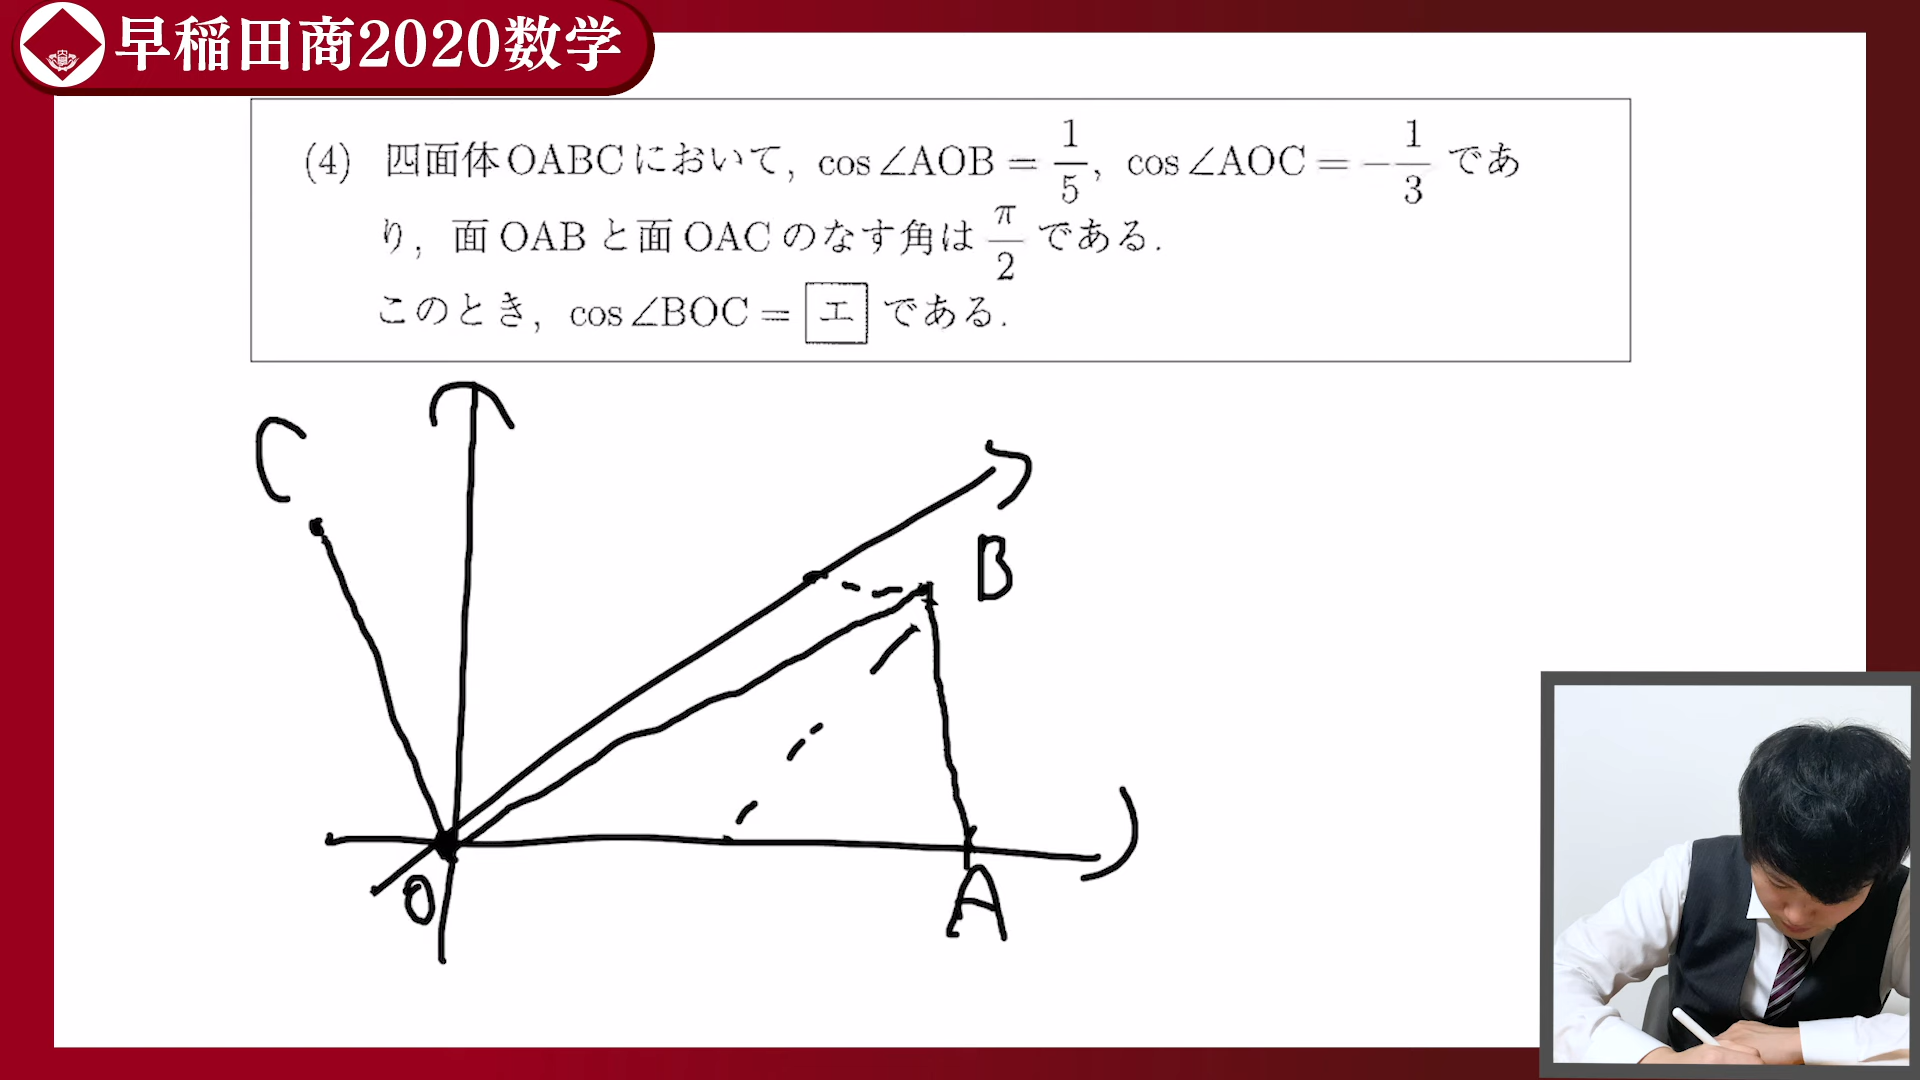 早稲田商2020数学
(4) 四面体OABCにおいて, cos∠AOB = 1/5, cos∠AOC = −1/3 であ
り, 面OABと面OACのなす角は π/2 である.
このとき, cos∠BOC = エ である.
C
B
O
A